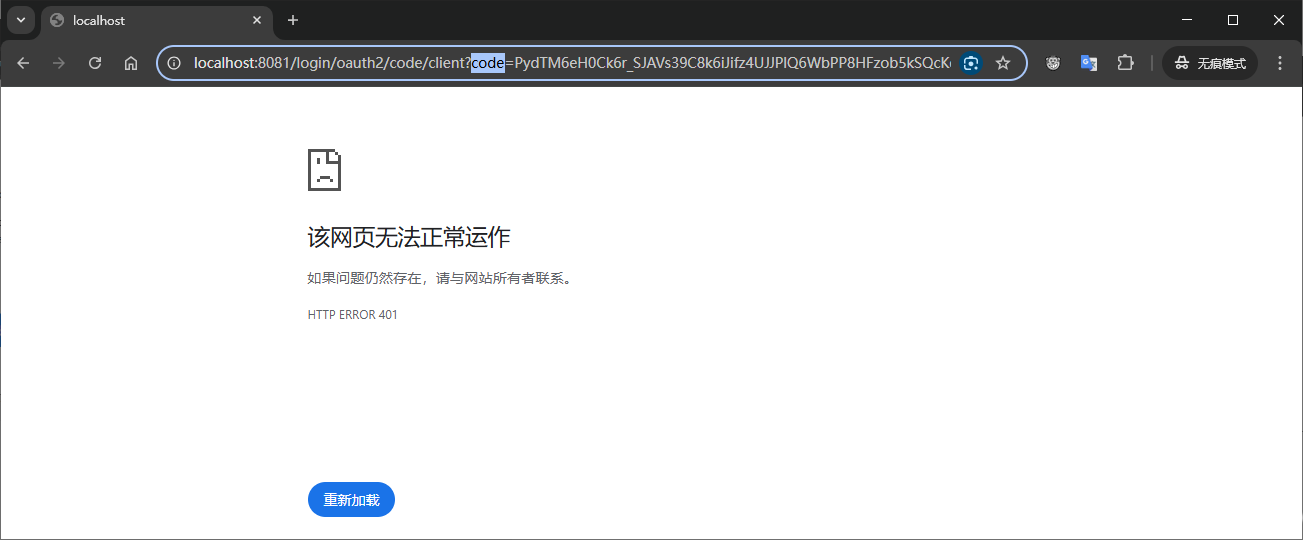 localhost
localhost:8081/login/oauth2/code/client?code=PydTM6eH0Ck6r_SJAVs39C8k6iJifz4UJJPIQ6WbPP8HFzob5kSQcK
无痕模式
该网页无法正常运作
如果问题仍然存在，请与网站所有者联系。
HTTP ERROR 401
重新加载